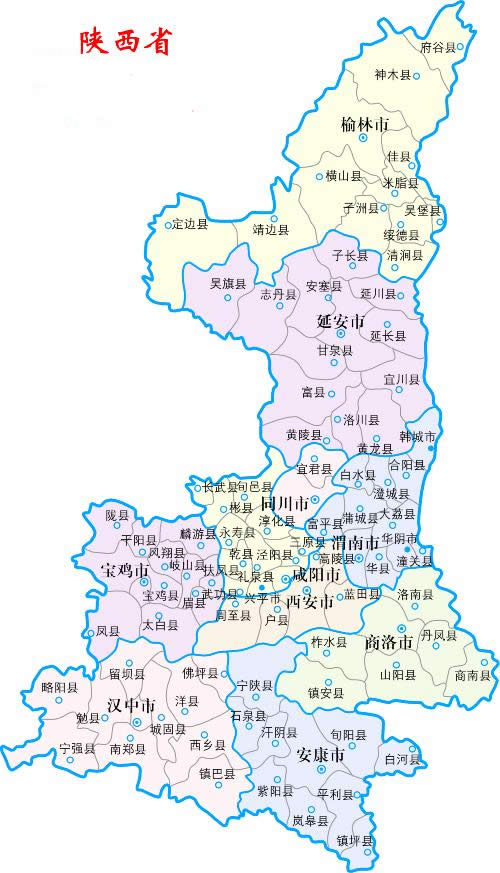 陕西省
府谷县
神木县
榆林市
佳县
横山县
米脂县
子洲县
吴堡县
定边县
靖边县
绥德县
清涧县
子长县
吴旗县
安塞县
志丹县
延川县
延安市
延长县
甘泉县
宜川县
富县
洛川县
黄陵县
韩城市
黄龙县
宜君县
合阳县
白水县
长武县
旬邑县
澄城县
彬县
同川市
陇县
淳化县
蒲城县
大荔县
富平县
麟游县
永寿县
千阳县
三原县
渭南市
华阴市
凤翔县
乾县
泾阳县
高陵县
潼关县
岐山县
扶风县
华县
宝鸡市
礼泉县
咸阳市
宝鸡县
武功县
兴平市
西安市
蓝田县
洛南县
眉县
周至县
户县
太白县
凤县
丹凤县
柞水县
商洛市
留坝县
佛坪县
山阳县
商南县
略阳县
宁陕县
镇安县
汉中市
洋县
勉县
石泉县
城固县
汗阴县
旬阳县
宁强县
南郑县
西乡县
安康市
白河县
镇巴县
紫阳县
平利县
岚皋县
镇坪县